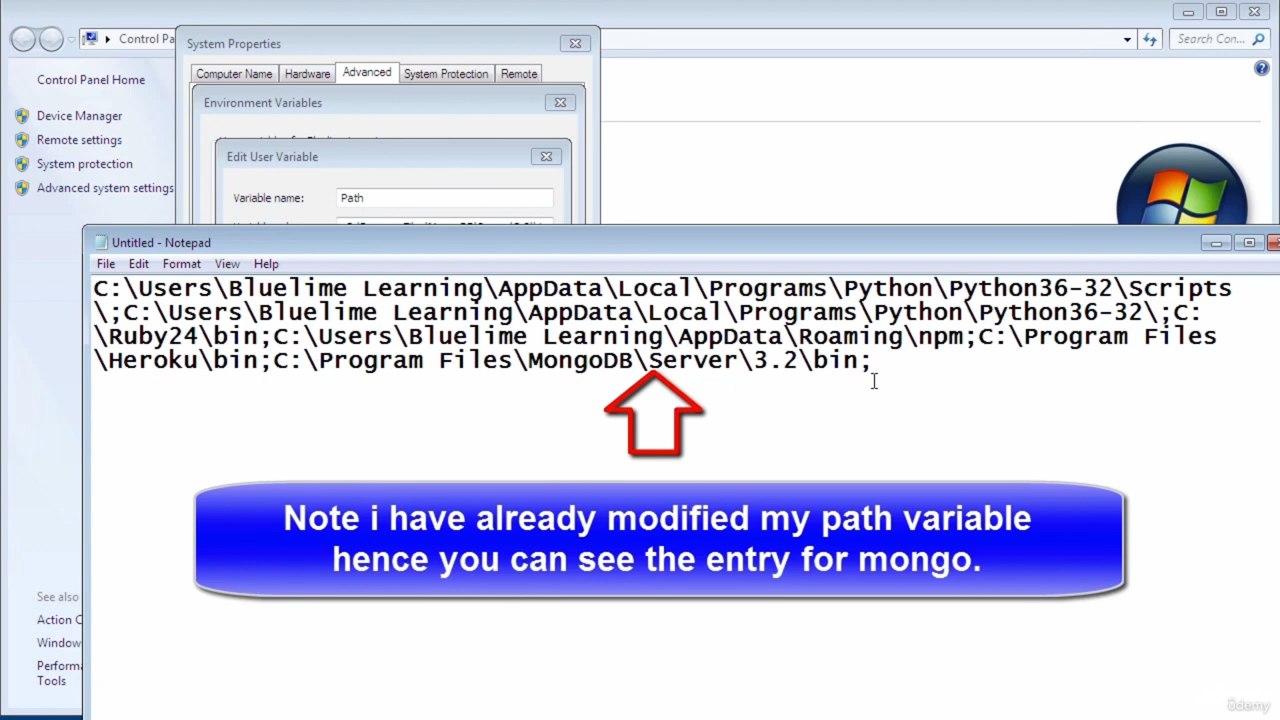 Control Pa
Search Con...
System Properties
Computer Name
Hardware
Advanced
System Protection
Remote
Control Panel Home
Device Manager
Remote settings
System protection
Advanced system settings
Environment Variables
Edit User Variable
Variable name:
Path
Untitled - Notepad
File Edit Format View Help
C:\Users\Bluelime Learning\AppData\Local\Programs\Python\Python36-32\Scripts
\;C:\Users\Bluelime Learning\AppData\Local\Programs\Python\Python36-32\;C:
\Ruby24\bin;C:\Users\Bluelime Learning\AppData\Roaming\npm;C:\Program Files
\Heroku\bin;C:\Program Files\MongoDB\Server\3.2\bin;
Note i have already modified my path variable
hence you can see the entry for mongo.
See also
Action C
Window
Perform
Tools
ûdemy